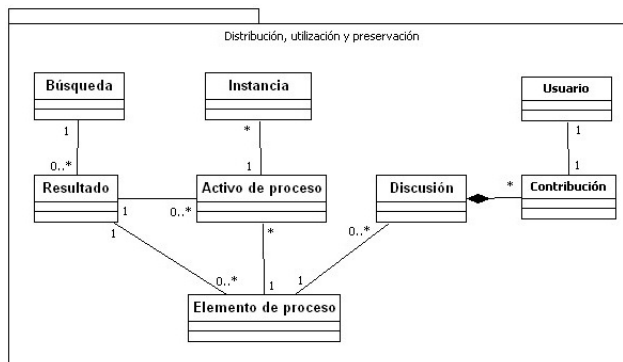 Distribución, utilización y preservación
Búsqueda
Instancia
Usuario
1
*
1
0..*
1
1
Resultado
Activo de proceso
Discusión
*
Contribución
1
0..*
1
*
0..*
0..*
1
1
Elemento de proceso